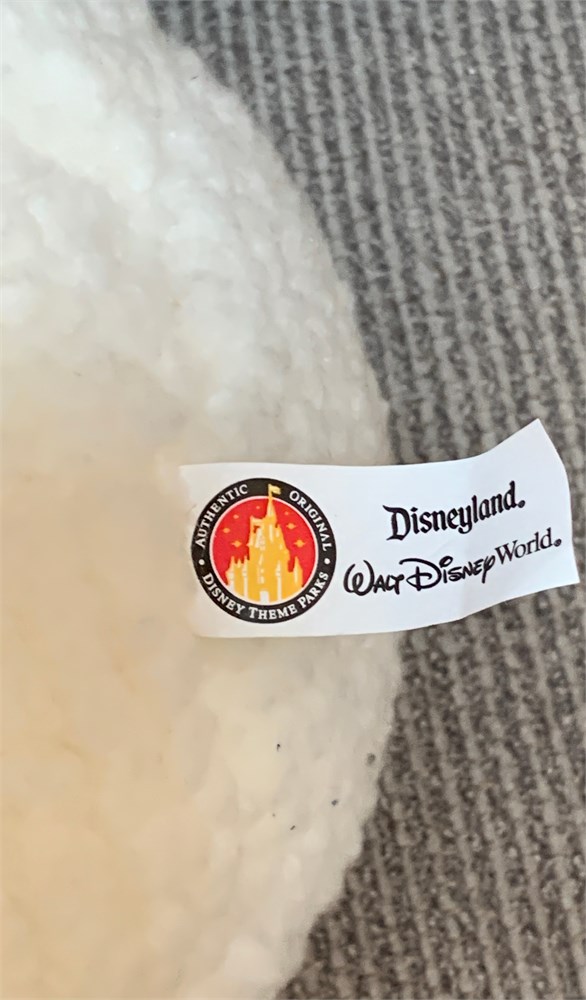 AUTHENTIC ORIGINAL
DISNEY THEME PARKS
Disneyland®
WALT DISNEY World®